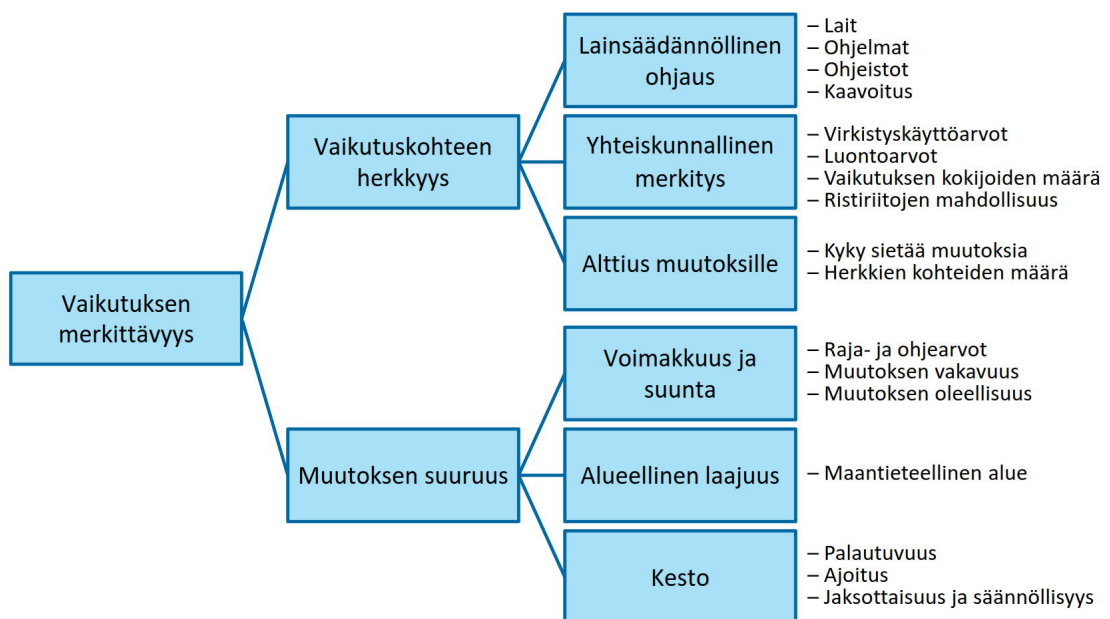 Vaikutuksen
merkittävyys
Vaikutuskohteen
herkkyys
Lainsäädännöllinen
ohjaus
– Lait
– Ohjelmat
– Ohjeistot
– Kaavoitus
Yhteiskunnallinen
merkitys
– Virkistyskäyttöarvot
– Luontoarvot
– Vaikutuksen kokijoiden määrä
– Ristiriitojen mahdollisuus
Alttius muutoksille
– Kyky sietää muutoksia
– Herkkien kohteiden määrä
Muutoksen suuruus
Voimakkuus ja
suunta
– Raja- ja ohjearvot
– Muutoksen vakavuus
– Muutoksen oleellisuus
Alueellinen laajuus
– Maantieteellinen alue
Kesto
– Palautuvuus
– Ajoitus
– Jaksottaisuus ja säännöllisyys